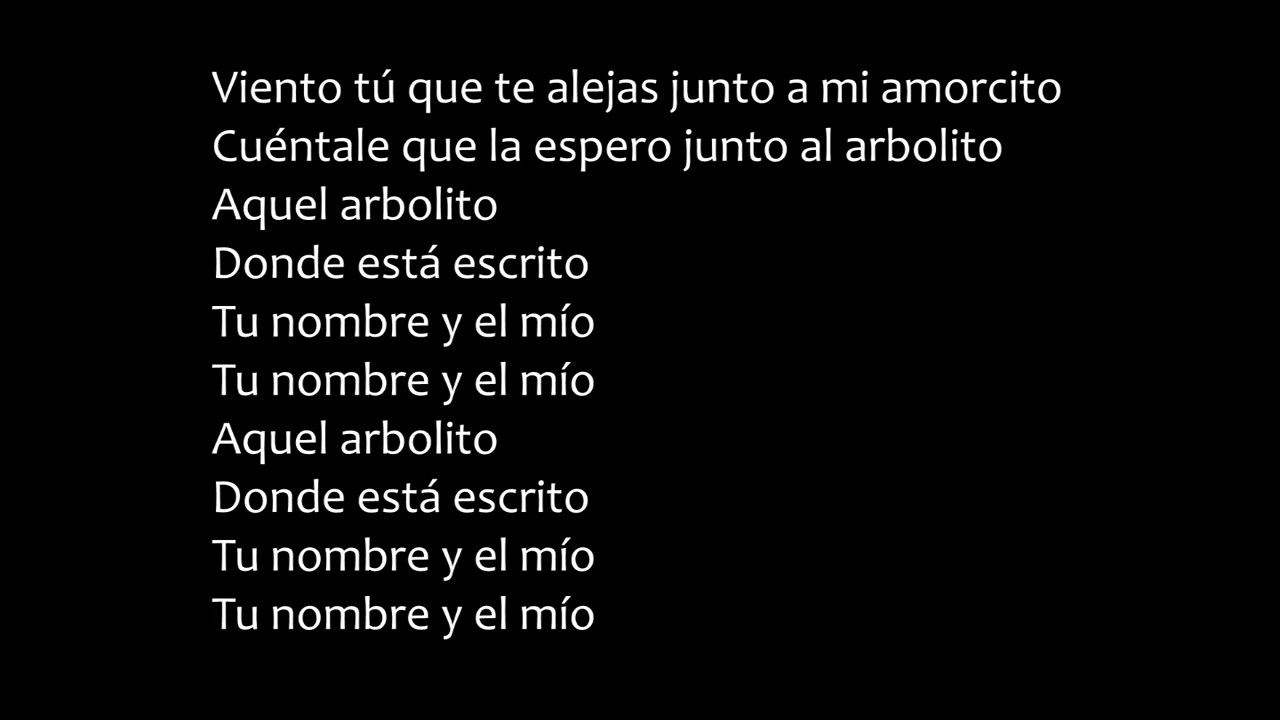 Viento tú que te alejas junto a mi amorcito
Cuéntale que la espero junto al arbolito
Aquel arbolito
Donde está escrito
Tu nombre y el mío
Tu nombre y el mío
Aquel arbolito
Donde está escrito
Tu nombre y el mío
Tu nombre y el mío